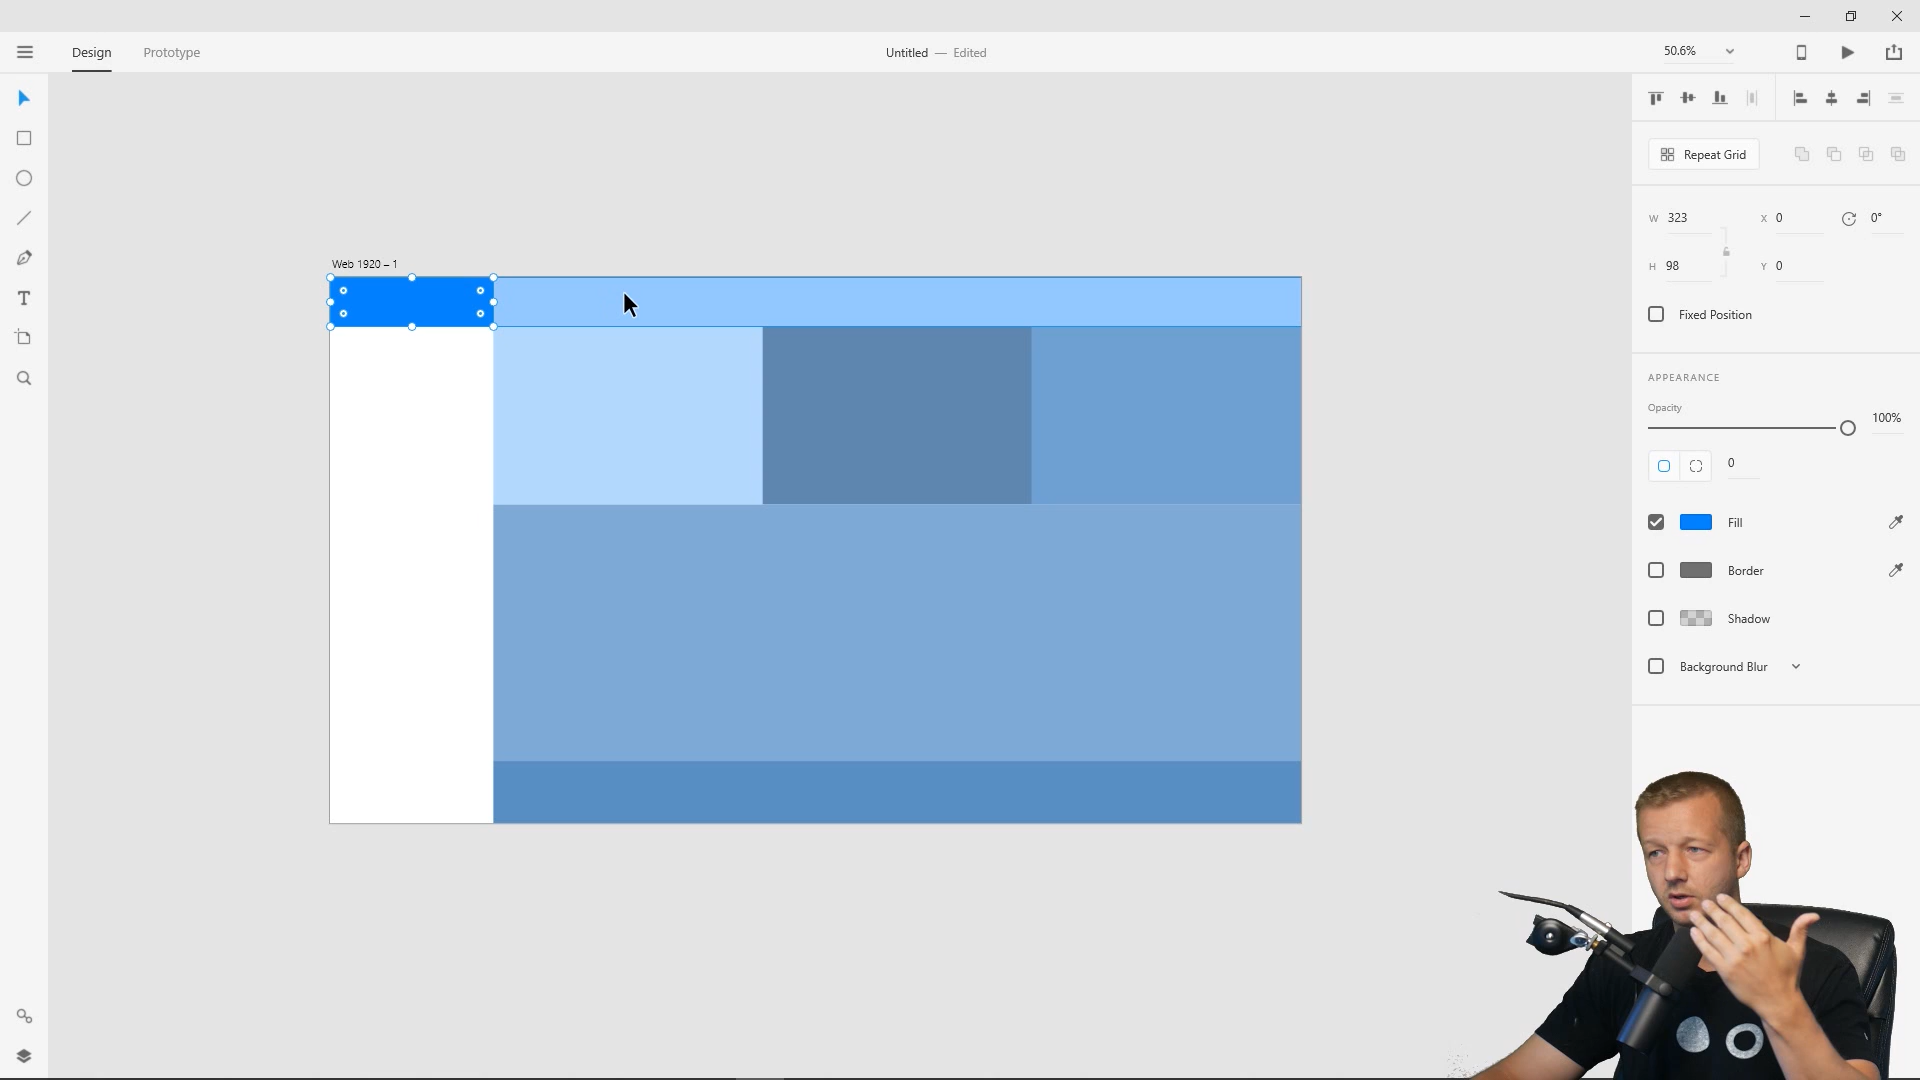 Design Prototype Untitled — Edited 50.6%
Web 1920 – 1
Repeat Grid
W 323 X 0 0°
H 98 Y 0
Fixed Position
APPEARANCE
Opacity
100%
0
Fill
Border
Shadow
Background Blur
T